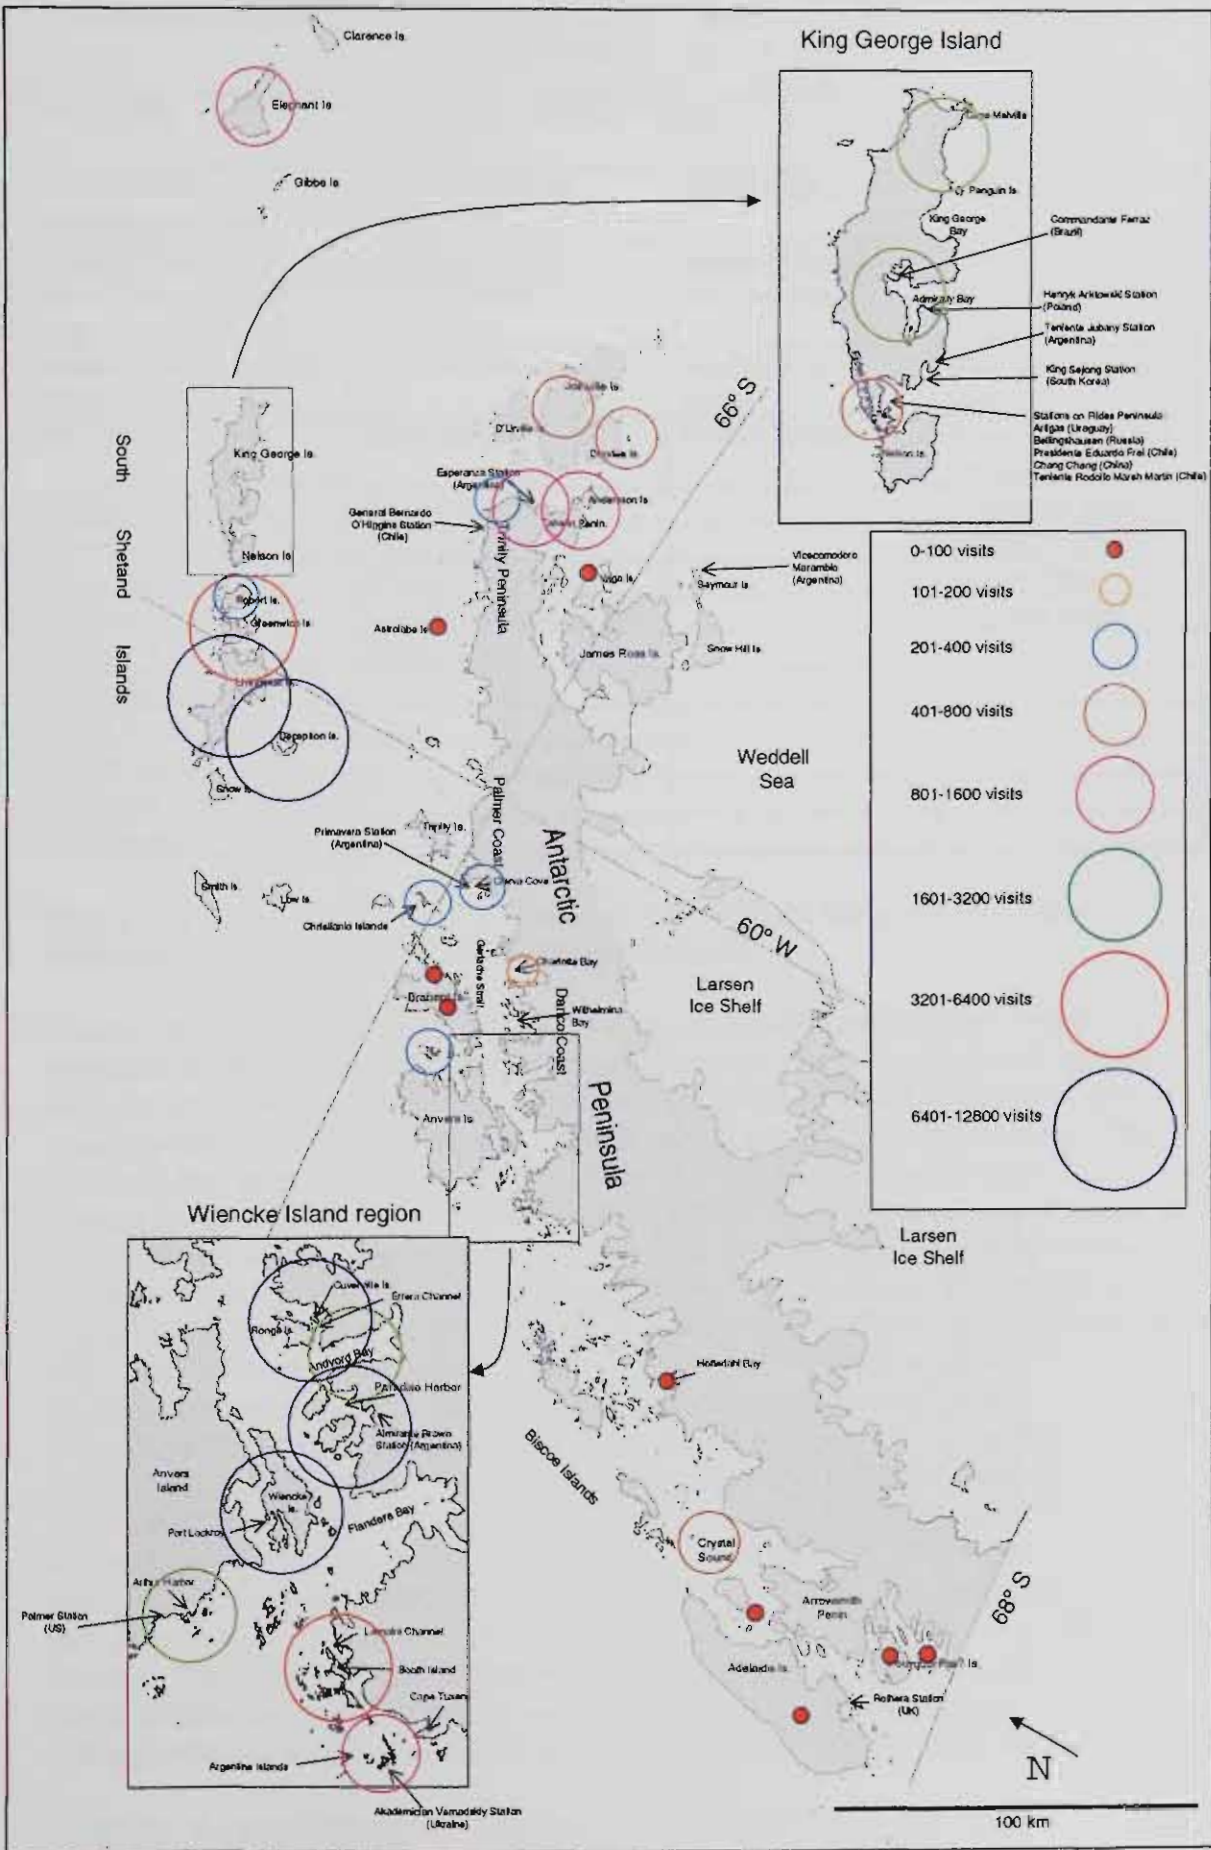 Clarence Is.
Elephant Is
Gibbs Is
King George Island
Cape Melville
Penguin Is.
King George
Bay
Commandante Ferraz
(Brazil)
Admiralty Bay
Henryk Arktowski Station
(Poland)
Teniente Jubany Station
(Argentina)
King Sejong Station
(South Korea)
Stations on Fildes Peninsula
Artigas (Uruguay)
Bellingshausen (Russia)
Presidente Eduardo Frei (Chile)
Chang Chang (China)
Teniente Rodolfo Marsh Martin (Chile)
Nelson Is.
South Shetland Islands
King George Is.
Nelson Is
Robert Is.
Greenwich Is
Deception Is.
Snow Is
Joinville Is.
D'Urville
Dundee Is.
66° S
Esperanza Station
(Argentina)
Andersson Is
Tabarin Penin.
General Bernardo
O'Higgins Station
(Chile)
Trinity Peninsula
Vicecomodoro
Marambio
(Argentina)
Seymour Is.
Vega Is.
Astrolabe Is
James Ross Is.
Snow Hill Is.
0-100 visits
101-200 visits
201-400 visits
401-800 visits
801-1600 visits
1601-3200 visits
3201-6400 visits
6401-12800 visits
Weddell
Sea
Palmer Coast
Trinity Is.
Primavera Station
(Argentina)
Cierva Cove
Antarctic
Smith Is.
Low Is.
Christiania Islands
60° W
Gerlache Strait
Charlotte Bay
Brabant Is.
Danco Coast
Wilhelmina
Bay
Larsen
Ice Shelf
Anvers Is
Peninsula
Larsen
Ice Shelf
Wiencke Island region
Cuverville Is.
Errera Channel
Ronge Is.
Andvord Bay
Paradise Harbor
Almirante Brown
Station (Argentina)
Anvers
Island
Wiencke
Is.
Port Lockroy
Flandera Bay
Arthur Harbor
Palmer Station
(US)
Lemaire Channel
Booth Island
Cape Tuxen
Argentine Islands
Akademician Vernadskiy Station
(Ukraine)
Holtedahl Bay
Biscoe Islands
Crystal
Sound
Arrowsmith
Penin
68° S
Adelaide Is.
Rothera Station
(UK)
N
100 km